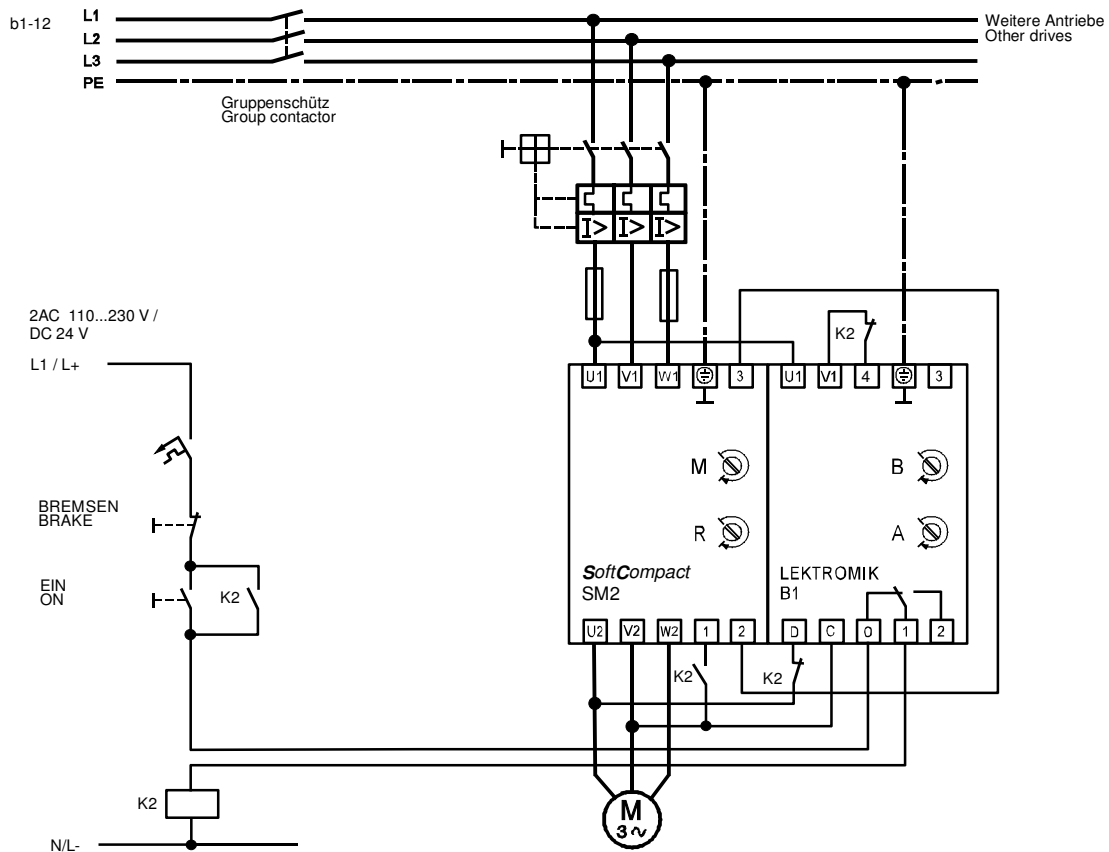 b1-12
L1
L2
L3
PE
Weitere Antriebe
Other drives
Gruppenschütz
Group contactor
I> I> I>
2AC 110...230 V /
DC 24 V
L1 / L+
K2
U1 V1 W1 3 U1 V1 4 3
M
B
R
A
BREMSEN
BRAKE
EIN
ON
K2
SoftCompact
SM2
LEKTROMIK
B1
U2 V2 W2 1 2 D C 0 1 2
K2
K2
K2
M
3~
N/L-